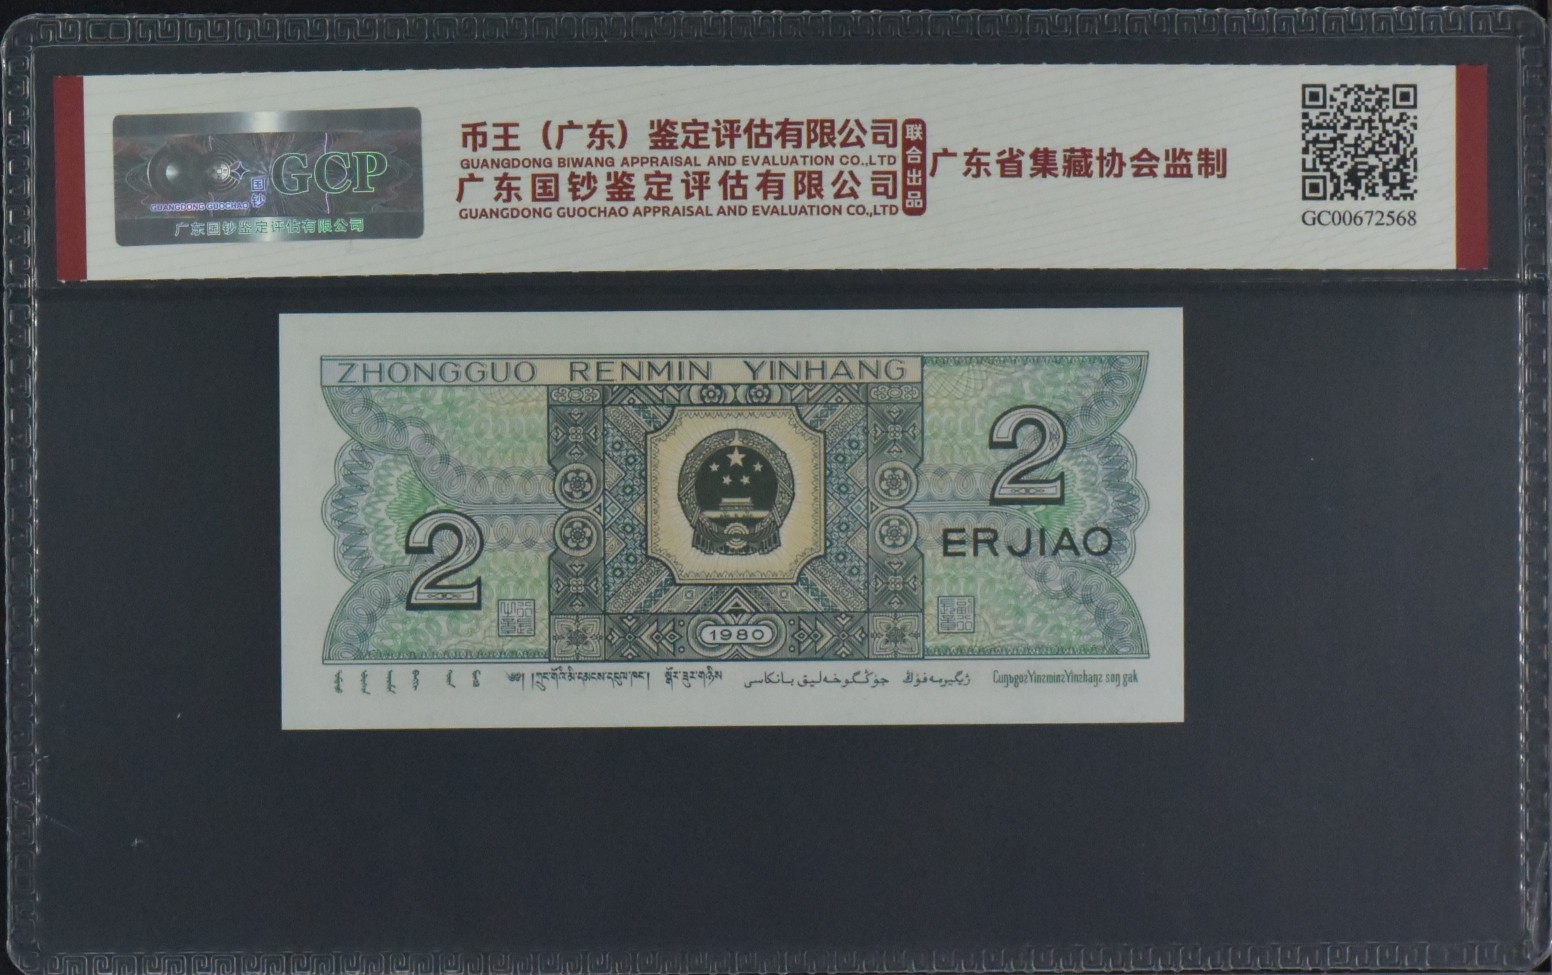 币王（广东）鉴定评估有限公司
GUANGDONG BIWANG APPRAISAL AND EVALUATION CO.,LTD
广东国钞鉴定评估有限公司
GUANGDONG GUOCHAO APPRAISAL AND EVALUATION CO.,LTD
联合出品
广东省集藏协会监制
GC00672568
国钞
GCP
GUANGDONG GUOCHAO
广东国钞鉴定评估有限公司
ZHONGGUO RENMIN YINHANG
2
2
ERJIAO
1980
جۇڭگوخەلىق بانكاسى